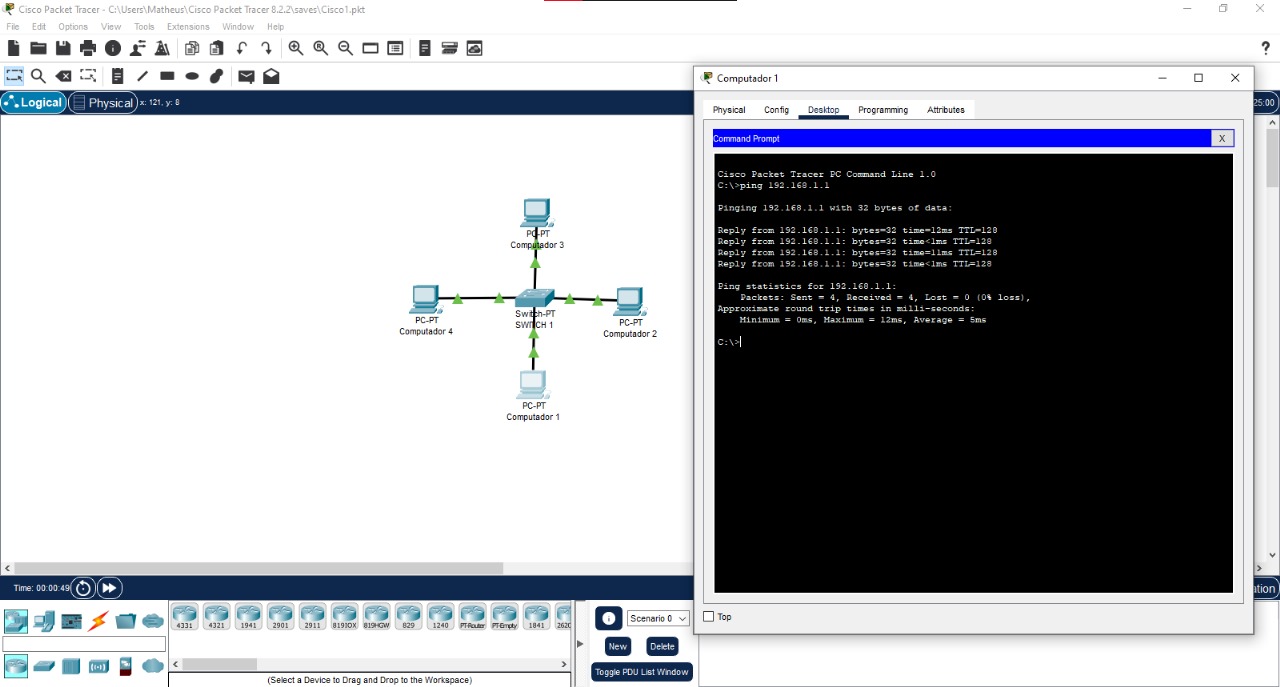 Cisco Packet Tracer - C:\Users\Matheus\Cisco Packet Tracer 8.2.2\saves\Cisco1.pkt
File Edit Options View Tools Extensions Window Help
?
Logical Physical x: 121, y: 8
25:00
Computador 1
Physical Config Desktop Programming Attributes
Command Prompt X
Cisco Packet Tracer PC Command Line 1.0
C:\>ping 192.168.1.1
Pinging 192.168.1.1 with 32 bytes of data:
Reply from 192.168.1.1: bytes=32 time=12ms TTL=128
Reply from 192.168.1.1: bytes=32 time<1ms TTL=128
Reply from 192.168.1.1: bytes=32 time=11ms TTL=128
Reply from 192.168.1.1: bytes=32 time<1ms TTL=128
Ping statistics for 192.168.1.1:
Packets: Sent = 4, Received = 4, Lost = 0 (0% loss),
Approximate round trip times in milli-seconds:
Minimum = 0ms, Maximum = 12ms, Average = 5ms
C:\>
Top
PC-PT
Computador 3
PC-PT
Computador 4
Switch-PT
SWITCH 1
PC-PT
Computador 2
PC-PT
Computador 1
Time: 00:00:49
ation
4331 4321 1941 2901 2911 819IOX 819HGW 829 1240 PT-Router PT-Empty 1841 2620
(Select a Device to Drag and Drop to the Workspace)
Scenario 0
New Delete
Toggle PDU List Window